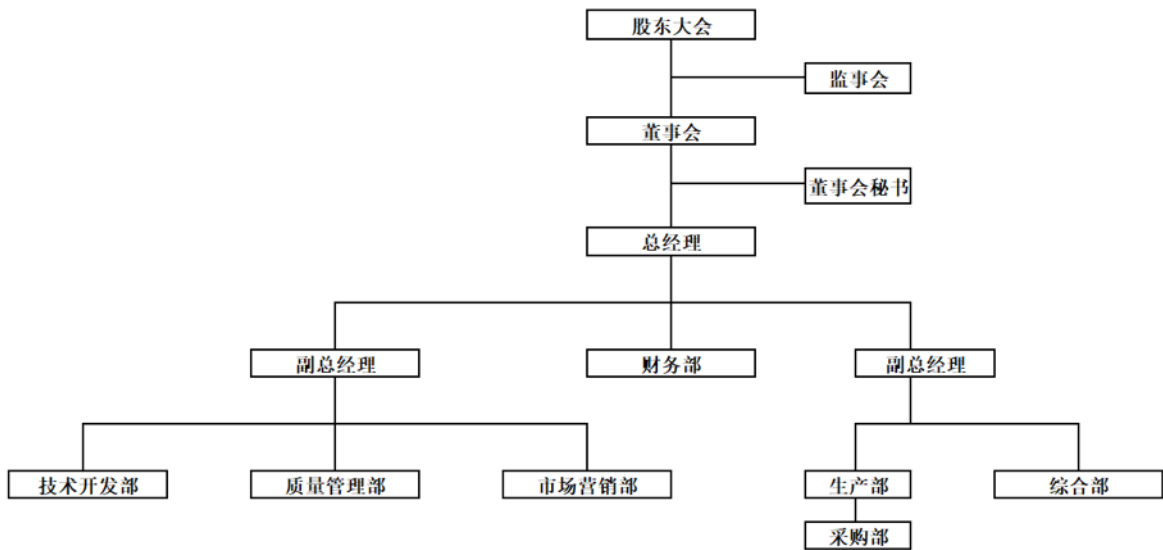 股东大会
监事会
董事会
董事会秘书
总经理
副总经理
财务部
副总经理
技术开发部
质量管理部
市场营销部
生产部
综合部
采购部